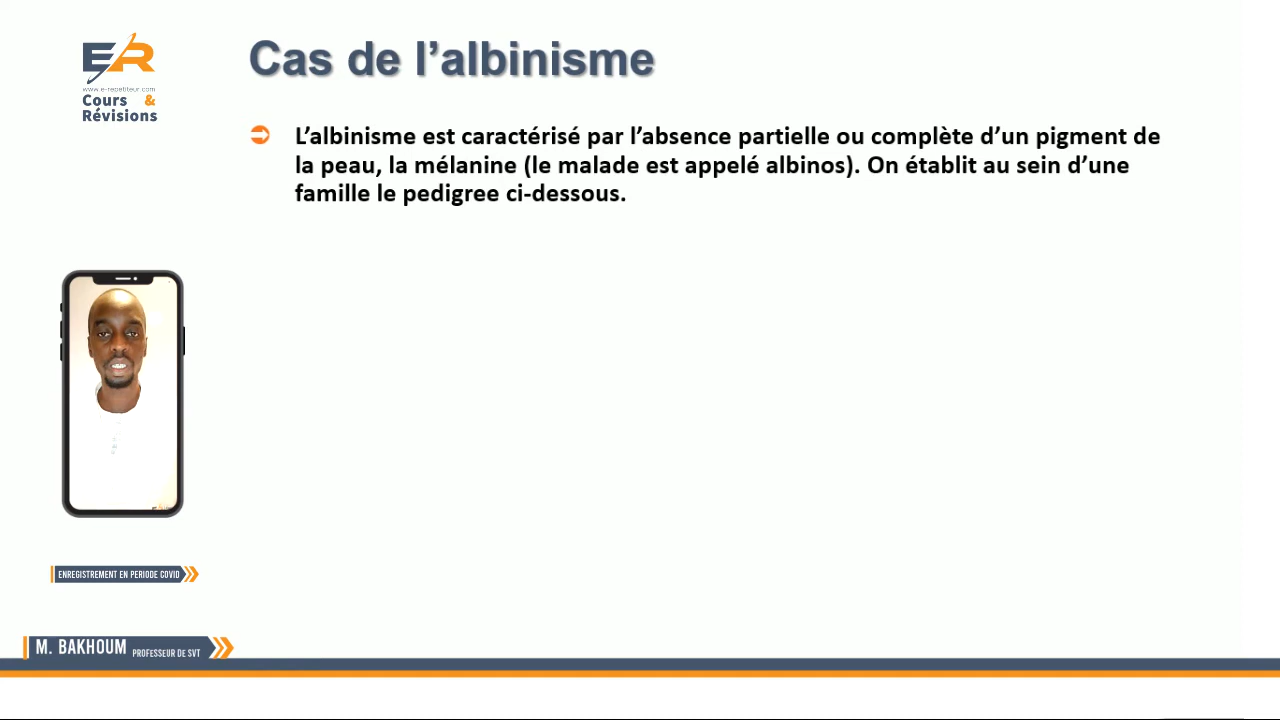 ER
www.e-repetiteur.com
Cours &
Révisions
Cas de l’albinisme
L’albinisme est caractérisé par l’absence partielle ou complète d’un pigment de
la peau, la mélanine (le malade est appelé albinos). On établit au sein d’une
famille le pedigree ci-dessous.
ENREGISTREMENT EN PERIODE COVID
M. BAKHOUM PROFESSEUR DE SVT